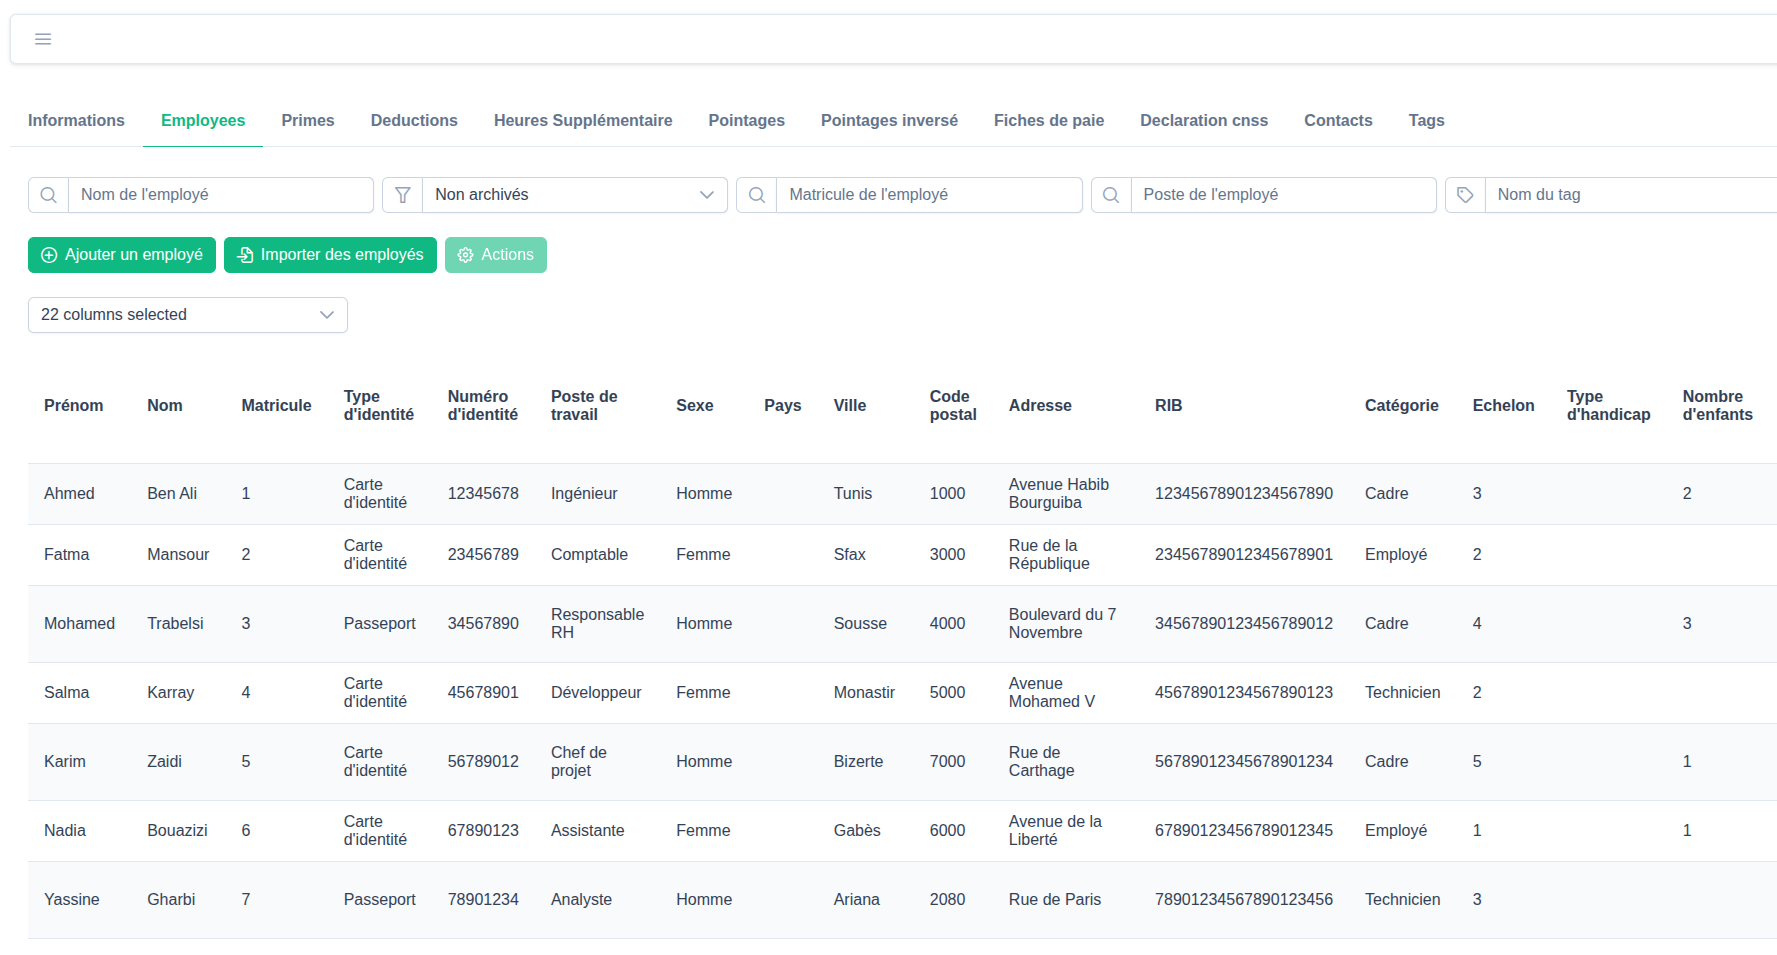 Informations Employees Primes Deductions Heures Supplémentaire Pointages Pointages inversé Fiches de paie Declaration cnss Contacts Tags
Nom de l'employé Non archivés Matricule de l'employé Poste de l'employé Nom du tag
Ajouter un employé Importer des employés Actions
22 columns selected
Prénom Nom Matricule Type d'identité Numéro d'identité Poste de travail Sexe Pays Ville Code postal Adresse RIB Catégorie Echelon Type d'handicap Nombre d'enfants
Ahmed Ben Ali 1 Carte d'identité 12345678 Ingénieur Homme Tunis 1000 Avenue Habib Bourguiba 12345678901234567890 Cadre 3 2
Fatma Mansour 2 Carte d'identité 23456789 Comptable Femme Sfax 3000 Rue de la République 23456789012345678901 Employé 2
Mohamed Trabelsi 3 Passeport 34567890 Responsable RH Homme Sousse 4000 Boulevard du 7 Novembre 34567890123456789012 Cadre 4 3
Salma Karray 4 Carte d'identité 45678901 Développeur Femme Monastir 5000 Avenue Mohamed V 45678901234567890123 Technicien 2
Karim Zaidi 5 Carte d'identité 56789012 Chef de projet Homme Bizerte 7000 Rue de Carthage 56789012345678901234 Cadre 5 1
Nadia Bouazizi 6 Carte d'identité 67890123 Assistante Femme Gabès 6000 Avenue de la Liberté 67890123456789012345 Employé 1 1
Yassine Gharbi 7 Passeport 78901234 Analyste Homme Ariana 2080 Rue de Paris 78901234567890123456 Technicien 3